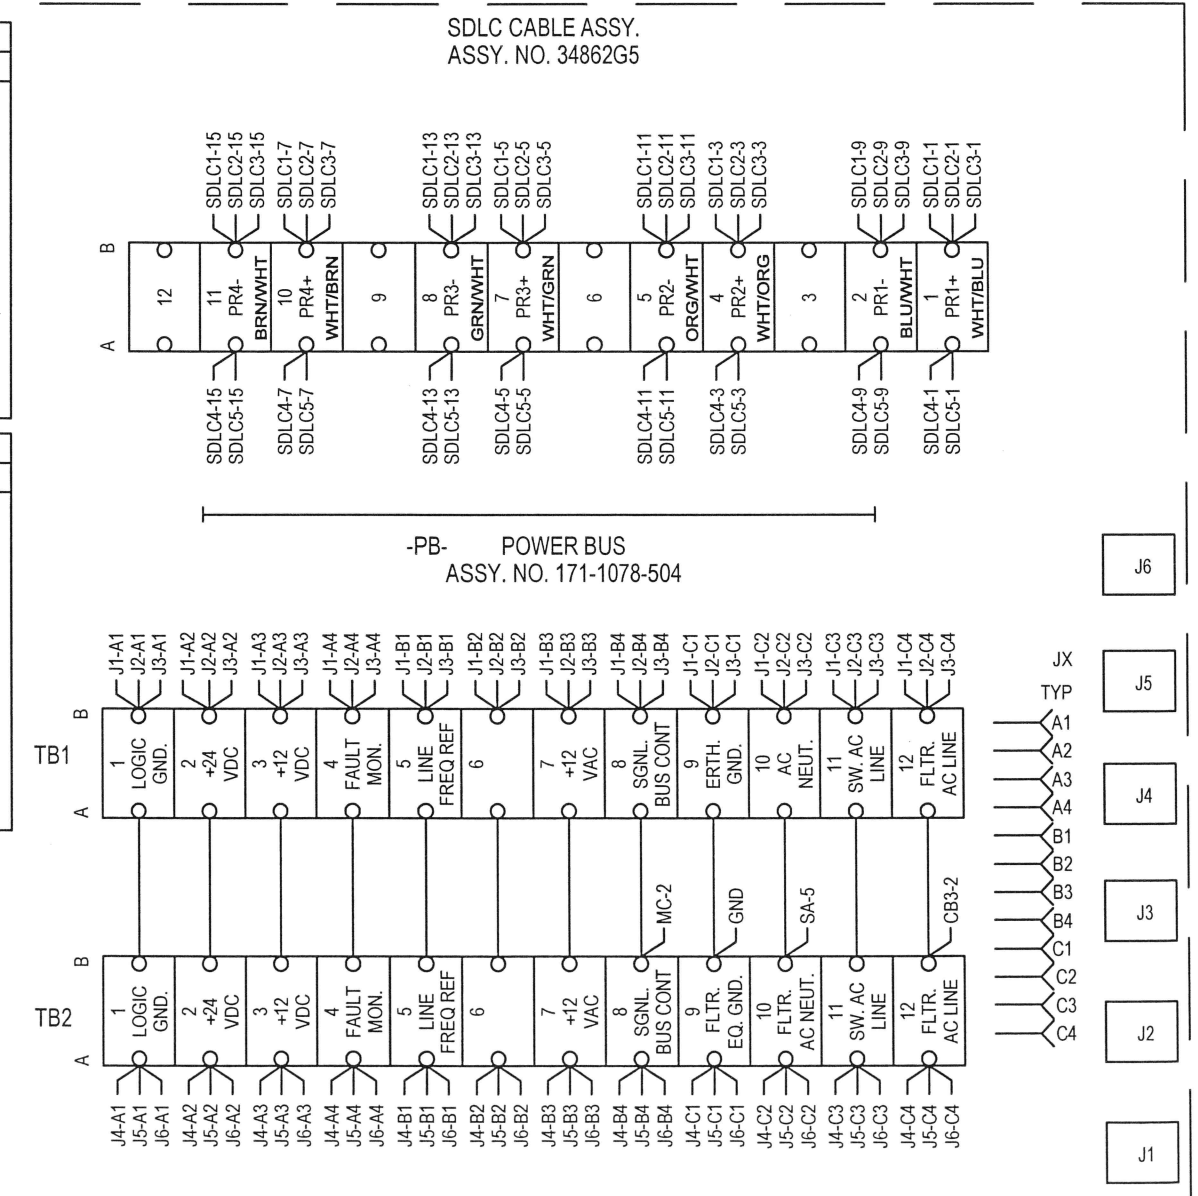 SDLC CABLE ASSY.
ASSY. NO. 34862G5
SDLC1-15
SDLC2-15
SDLC3-15
SDLC1-7
SDLC2-7
SDLC3-7
SDLC1-13
SDLC2-13
SDLC3-13
SDLC1-5
SDLC2-5
SDLC3-5
SDLC1-11
SDLC2-11
SDLC3-11
SDLC1-3
SDLC2-3
SDLC3-3
SDLC1-9
SDLC2-9
SDLC3-9
SDLC1-1
SDLC2-1
SDLC3-1
B
A
12
11
PR4-
BRN/WHT
10
PR4+
WHT/BRN
9
8
PR3-
GRN/WHT
7
PR3+
WHT/GRN
6
5
PR2-
ORG/WHT
4
PR2+
WHT/ORG
3
2
PR1-
BLU/WHT
1
PR1+
WHT/BLU
SDLC4-15
SDLC5-15
SDLC4-7
SDLC5-7
SDLC4-13
SDLC5-13
SDLC4-5
SDLC5-5
SDLC4-11
SDLC5-11
SDLC4-3
SDLC5-3
SDLC4-9
SDLC5-9
SDLC4-1
SDLC5-1
-PB- POWER BUS
ASSY. NO. 171-1078-504
J1-A1
J2-A1
J3-A1
J1-A2
J2-A2
J3-A2
J1-A3
J2-A3
J3-A3
J1-A4
J2-A4
J3-A4
J1-B1
J2-B1
J3-B1
J1-B2
J2-B2
J3-B2
J1-B3
J2-B3
J3-B3
J1-B4
J2-B4
J3-B4
J1-C1
J2-C1
J3-C1
J1-C2
J2-C2
J3-C2
J1-C3
J2-C3
J3-C3
J1-C4
J2-C4
J3-C4
TB1
B
A
1
LOGIC
GND.
2
+24
VDC
3
+12
VDC
4
FAULT
MON.
5
LINE
FREQ REF
6
7
+12
VAC
8
SGNL.
BUS CONT
9
ERTH.
GND.
10
AC
NEUT.
11
SW. AC
LINE
12
FLTR.
AC LINE
MC-2
GND
SA-5
CB3-2
TB2
B
A
1
LOGIC
GND.
2
+24
VDC
3
+12
VDC
4
FAULT
MON.
5
LINE
FREQ REF
6
7
+12
VAC
8
SGNL.
BUS CONT
9
FLTR.
EQ. GND.
10
FLTR.
AC NEUT.
11
SW. AC
LINE
12
FLTR.
AC LINE
J4-A1
J5-A1
J6-A1
J4-A2
J5-A2
J6-A2
J4-A3
J5-A3
J6-A3
J4-A4
J5-A4
J6-A4
J4-B1
J5-B1
J6-B1
J4-B2
J5-B2
J6-B2
J4-B3
J5-B3
J6-B3
J4-B4
J5-B4
J6-B4
J4-C1
J5-C1
J6-C1
J4-C2
J5-C2
J6-C2
J4-C3
J5-C3
J6-C3
J4-C4
J5-C4
J6-C4
JX
TYP
A1
A2
A3
A4
B1
B2
B3
B4
C1
C2
C3
C4
J6
J5
J4
J3
J2
J1